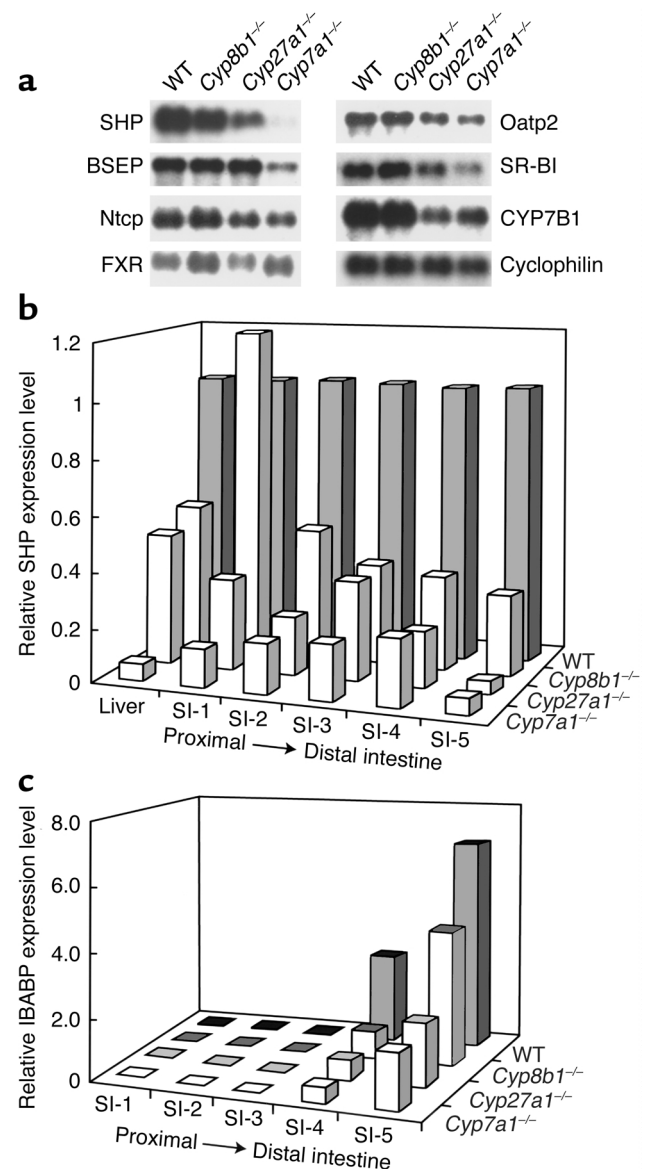 a
WT Cyp8b1⁻/⁻ Cyp27a1⁻/⁻ Cyp7a1⁻/⁻ WT Cyp8b1⁻/⁻ Cyp27a1⁻/⁻ Cyp7a1⁻/⁻
SHP Oatp2
BSEP SR-BI
Ntcp CYP7B1
FXR Cyclophilin
b
Relative SHP expression level
1.2
1
0.8
0.6
0.4
0.2
0
Liver SI-1 SI-2 SI-3 SI-4 SI-5
Proximal → Distal intestine
WT
Cyp8b1⁻/⁻
Cyp27a1⁻/⁻
Cyp7a1⁻/⁻
c
Relative IBABP expression level
8.0
6.0
4.0
2.0
0
SI-1 SI-2 SI-3 SI-4 SI-5
Proximal → Distal intestine
WT
Cyp8b1⁻/⁻
Cyp27a1⁻/⁻
Cyp7a1⁻/⁻